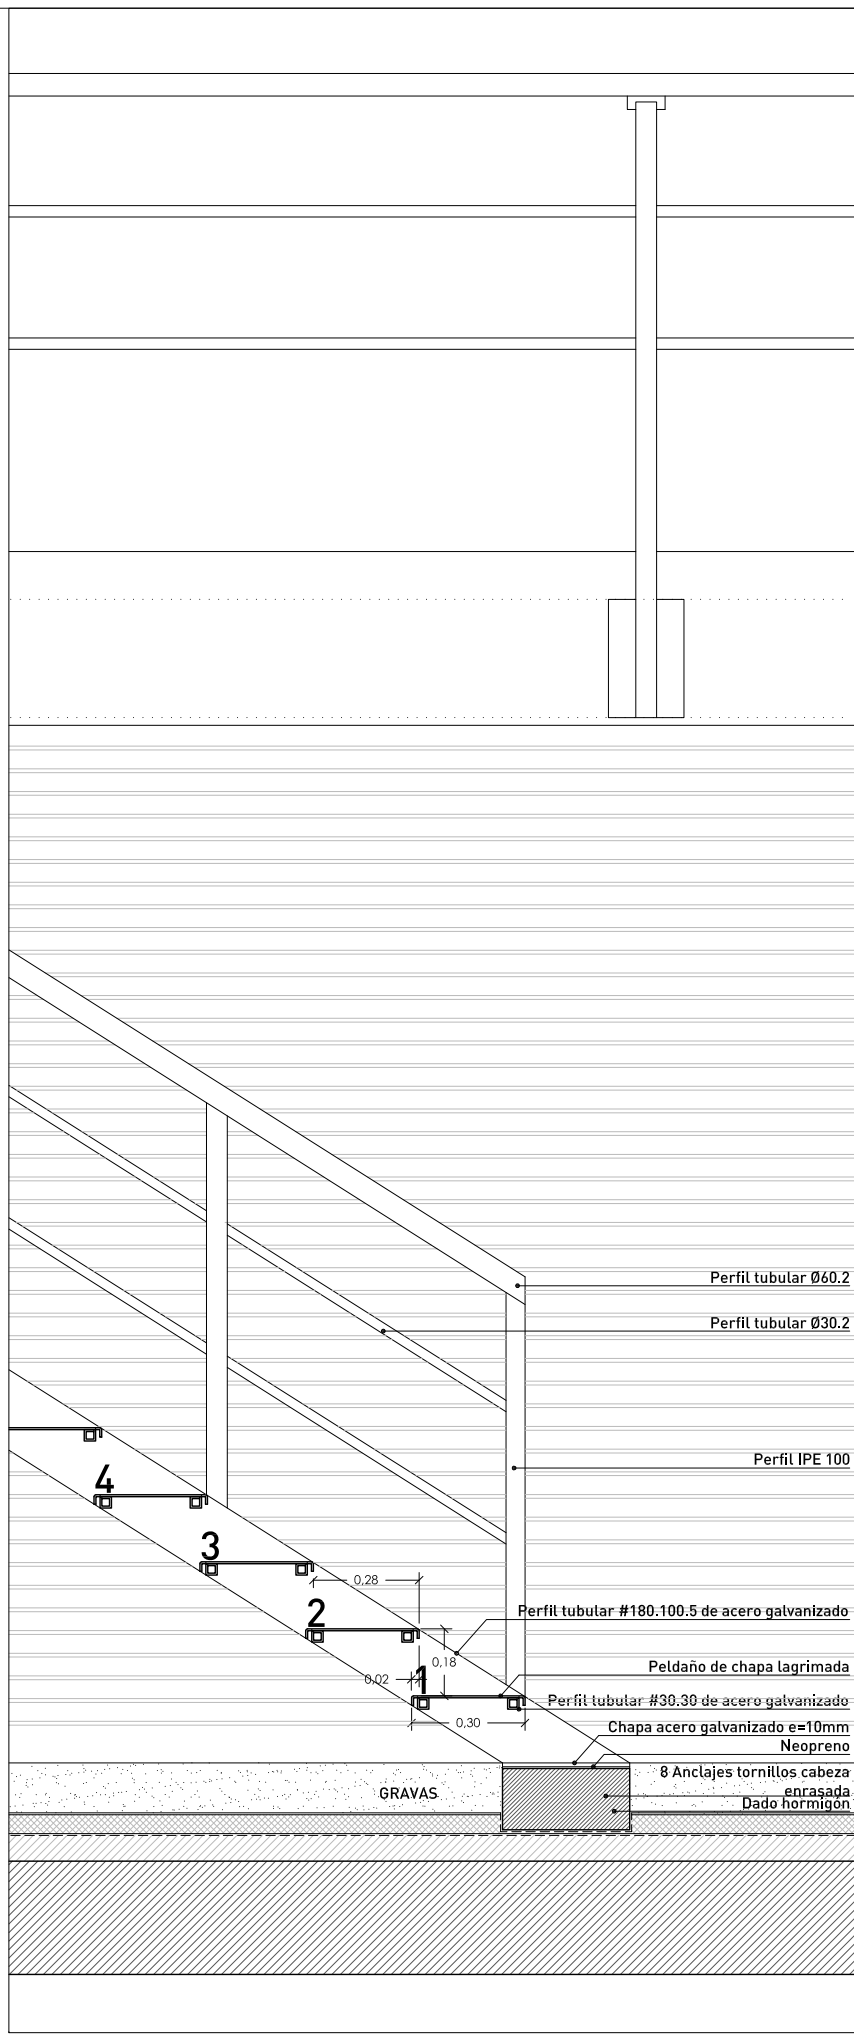 Perfil tubular Ø60.2
Perfil tubular Ø30.2
Perfil IPE 100
4
3
0,28
2
Perfil tubular #180.100.5 de acero galvanizado
0,18
1
0,02
Peldaño de chapa lagrimada
Perfil tubular #30.30 de acero galvanizado
0,30
Chapa acero galvanizado e=10mm
Neopreno
8 Anclajes tornillos cabeza
enrasada
GRAVAS
Dado hormigón